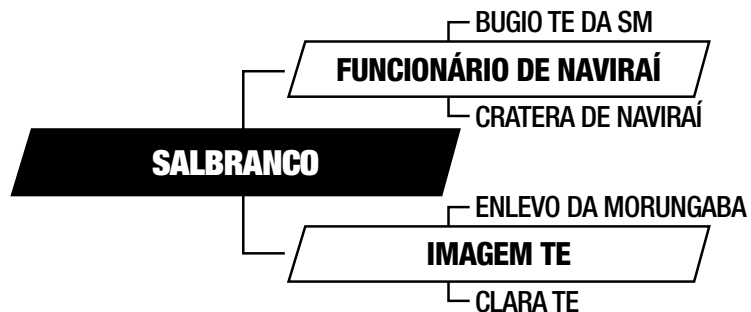 BUGIO TE DA SM
FUNCIONÁRIO DE NAVIRAÍ
CRATERA DE NAVIRAÍ
SALBRANCO
ENLEVO DA MORUNGABA
IMAGEM TE
CLARA TE